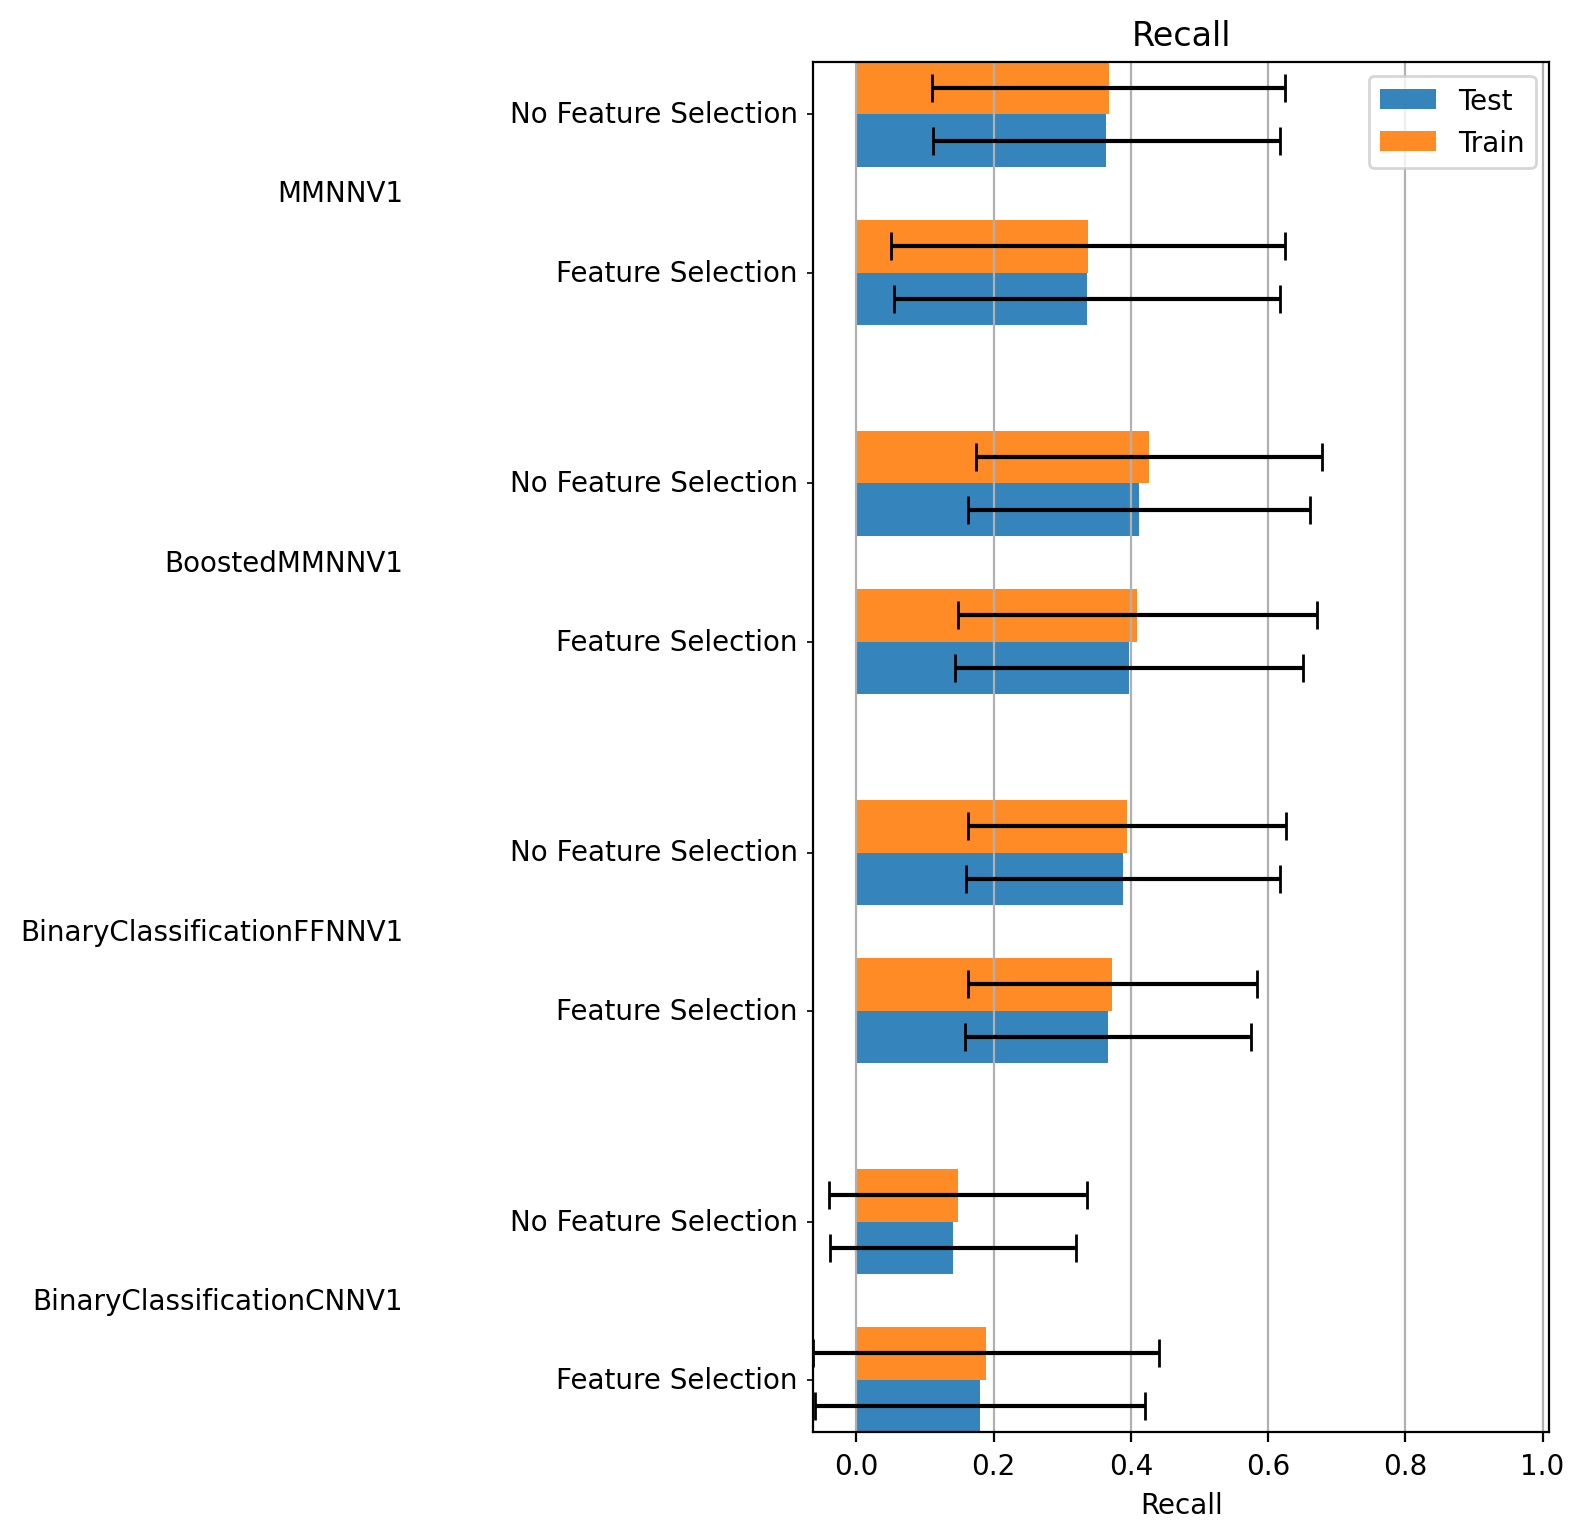 Recall
Test
Train
No Feature Selection
MMNNV1
Feature Selection
No Feature Selection
BoostedMMNNV1
Feature Selection
No Feature Selection
BinaryClassificationFFNNV1
Feature Selection
No Feature Selection
BinaryClassificationCNNV1
Feature Selection
0.0 0.2 0.4 0.6 0.8 1.0
Recall